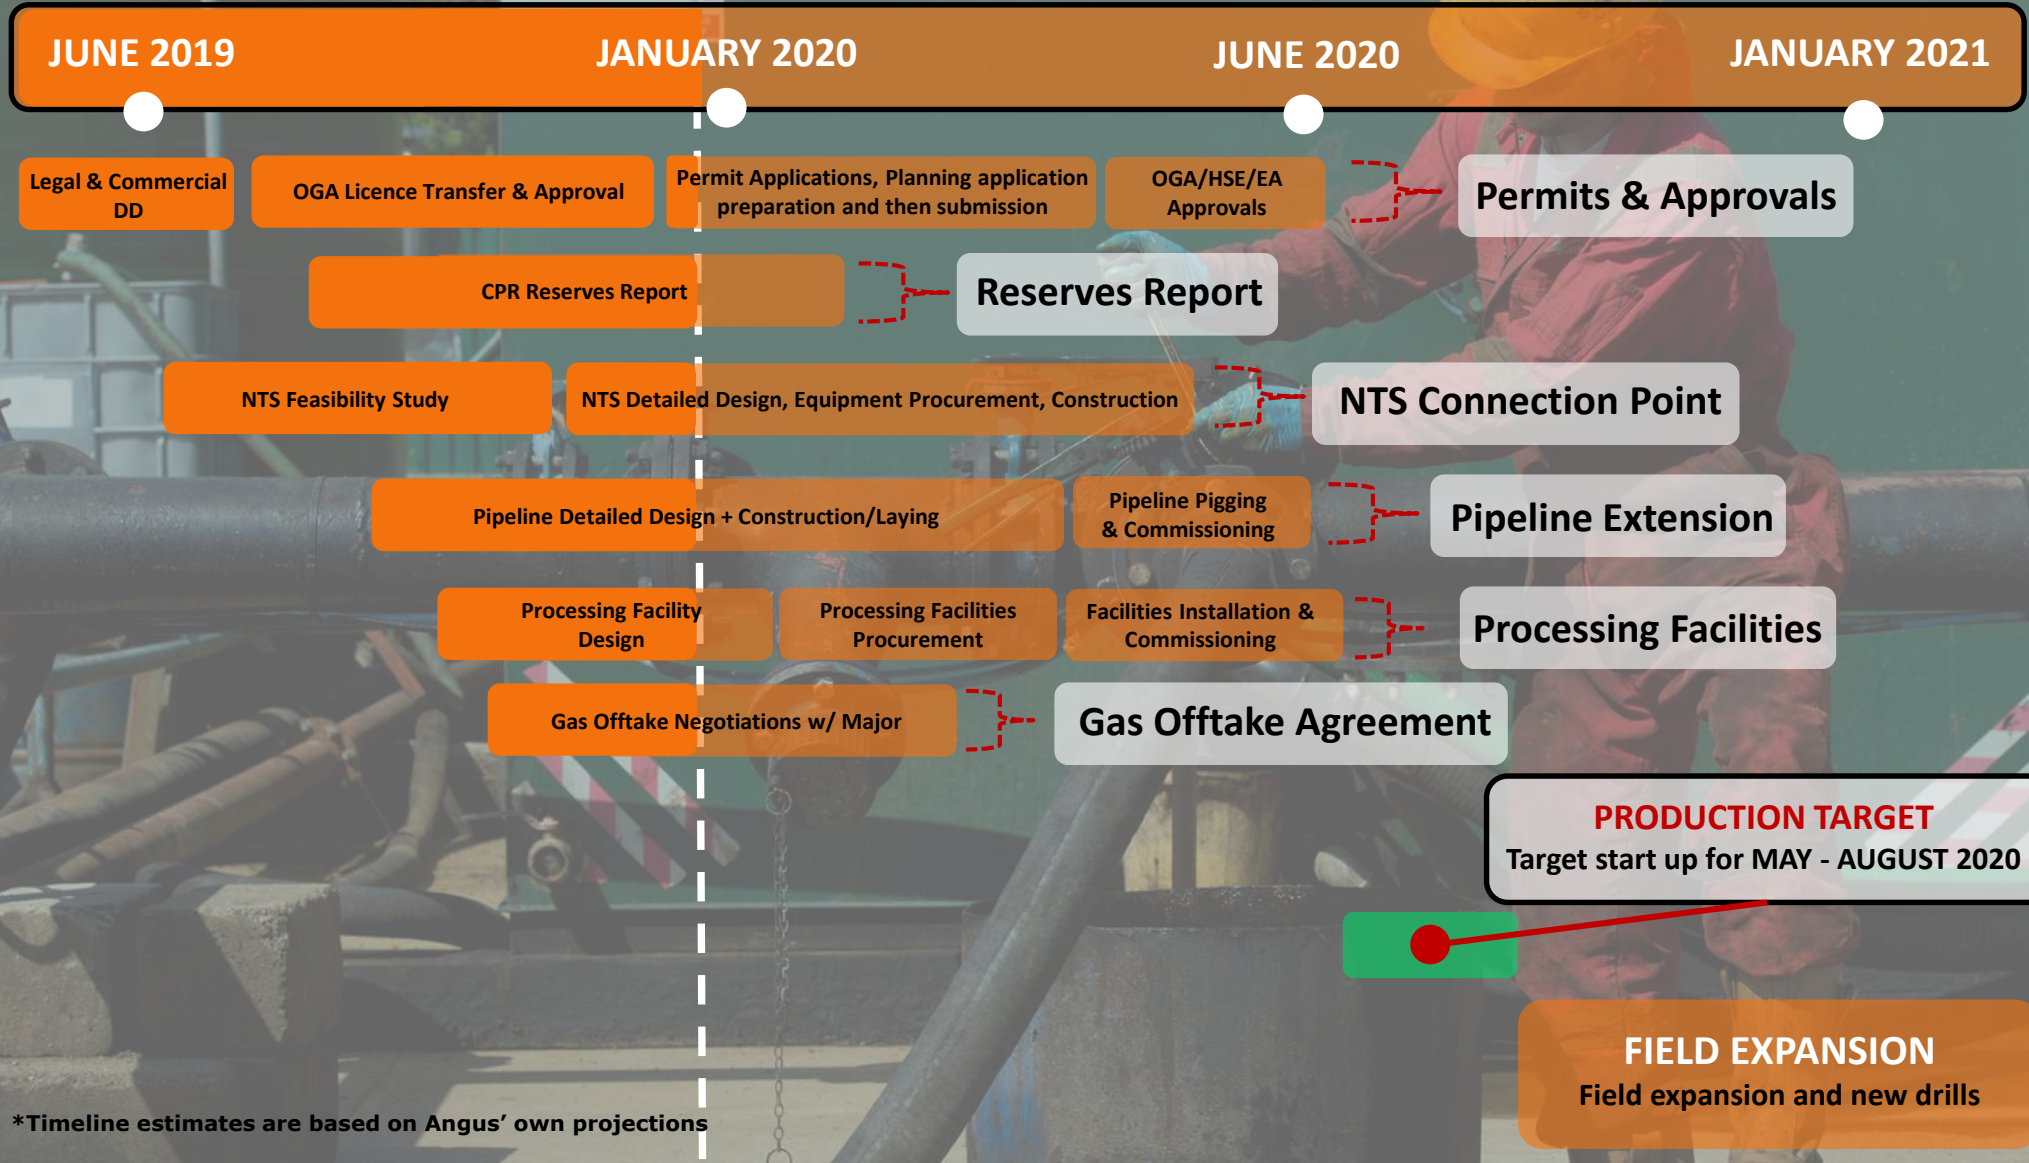 JUNE 2019
JANUARY 2020
JUNE 2020
JANUARY 2021
Legal & Commercial
DD
OGA Licence Transfer & Approval
Permit Applications, Planning application
preparation and then submission
OGA/HSE/EA
Approvals
Permits & Approvals
CPR Reserves Report
Reserves Report
NTS Feasibility Study
NTS Detailed Design, Equipment Procurement, Construction
NTS Connection Point
Pipeline Detailed Design + Construction/Laying
Pipeline Pigging
& Commissioning
Pipeline Extension
Processing Facility
Design
Processing Facilities
Procurement
Facilities Installation &
Commissioning
Processing Facilities
Gas Offtake Negotiations w/ Major
Gas Offtake Agreement
PRODUCTION TARGET
Target start up for MAY - AUGUST 2020
FIELD EXPANSION
Field expansion and new drills
*Timeline estimates are based on Angus’ own projections